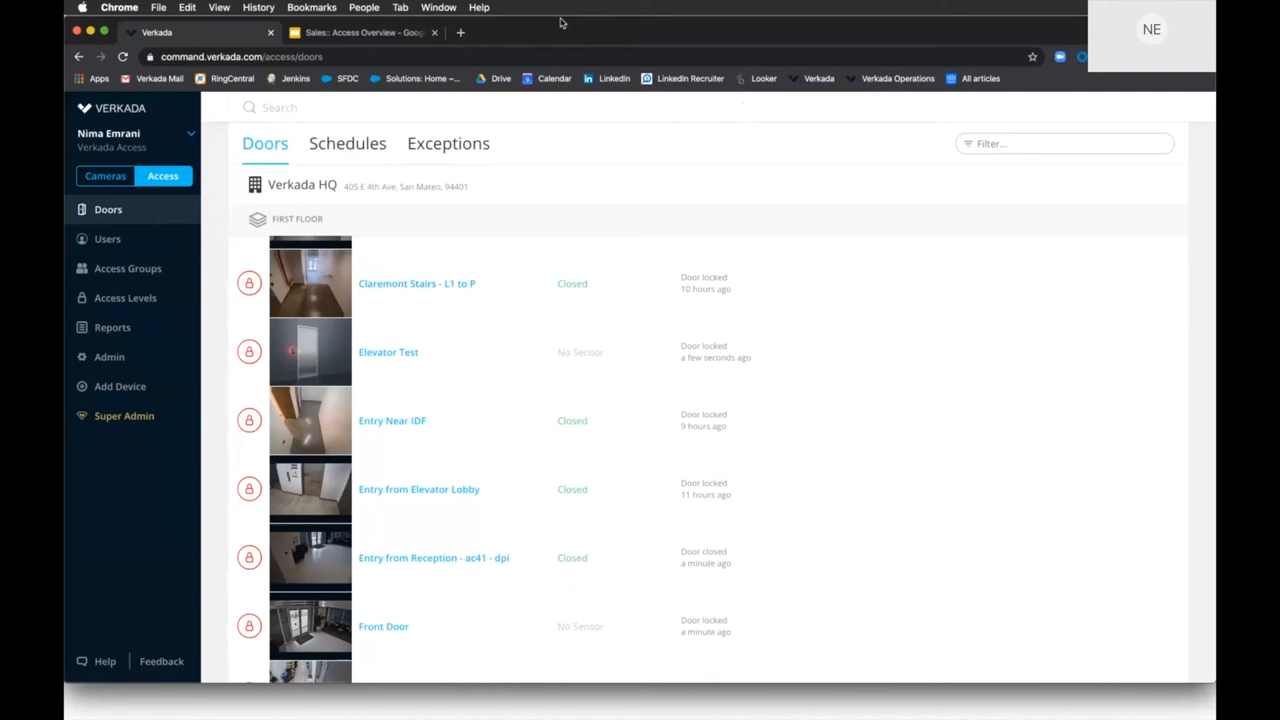 Chrome File Edit View History Bookmarks People Tab Window Help
NE
Verkada
Sales:: Access Overview - Goog
command.verkada.com/access/doors
Apps Verkada Mail RingCentral Jenkins SFDC Solutions: Home –... Drive Calendar LinkedIn LinkedIn Recruiter Looker Verkada Verkada Operations All articles
VERKADA
Search
Nima Emrani
Verkada Access
Cameras Access
Doors
Users
Access Groups
Access Levels
Reports
Admin
Add Device
Super Admin
Help Feedback
Doors Schedules Exceptions
Filter...
Verkada HQ 405 E 4th Ave, San Mateo, 94401
FIRST FLOOR
Claremont Stairs - L1 to P Closed Door locked
10 hours ago
Elevator Test No Sensor Door locked
a few seconds ago
Entry Near IDF Closed Door locked
9 hours ago
Entry from Elevator Lobby Closed Door locked
11 hours ago
Entry from Reception - ac41 - dpi Closed Door closed
a minute ago
Front Door No Sensor Door locked
a minute ago